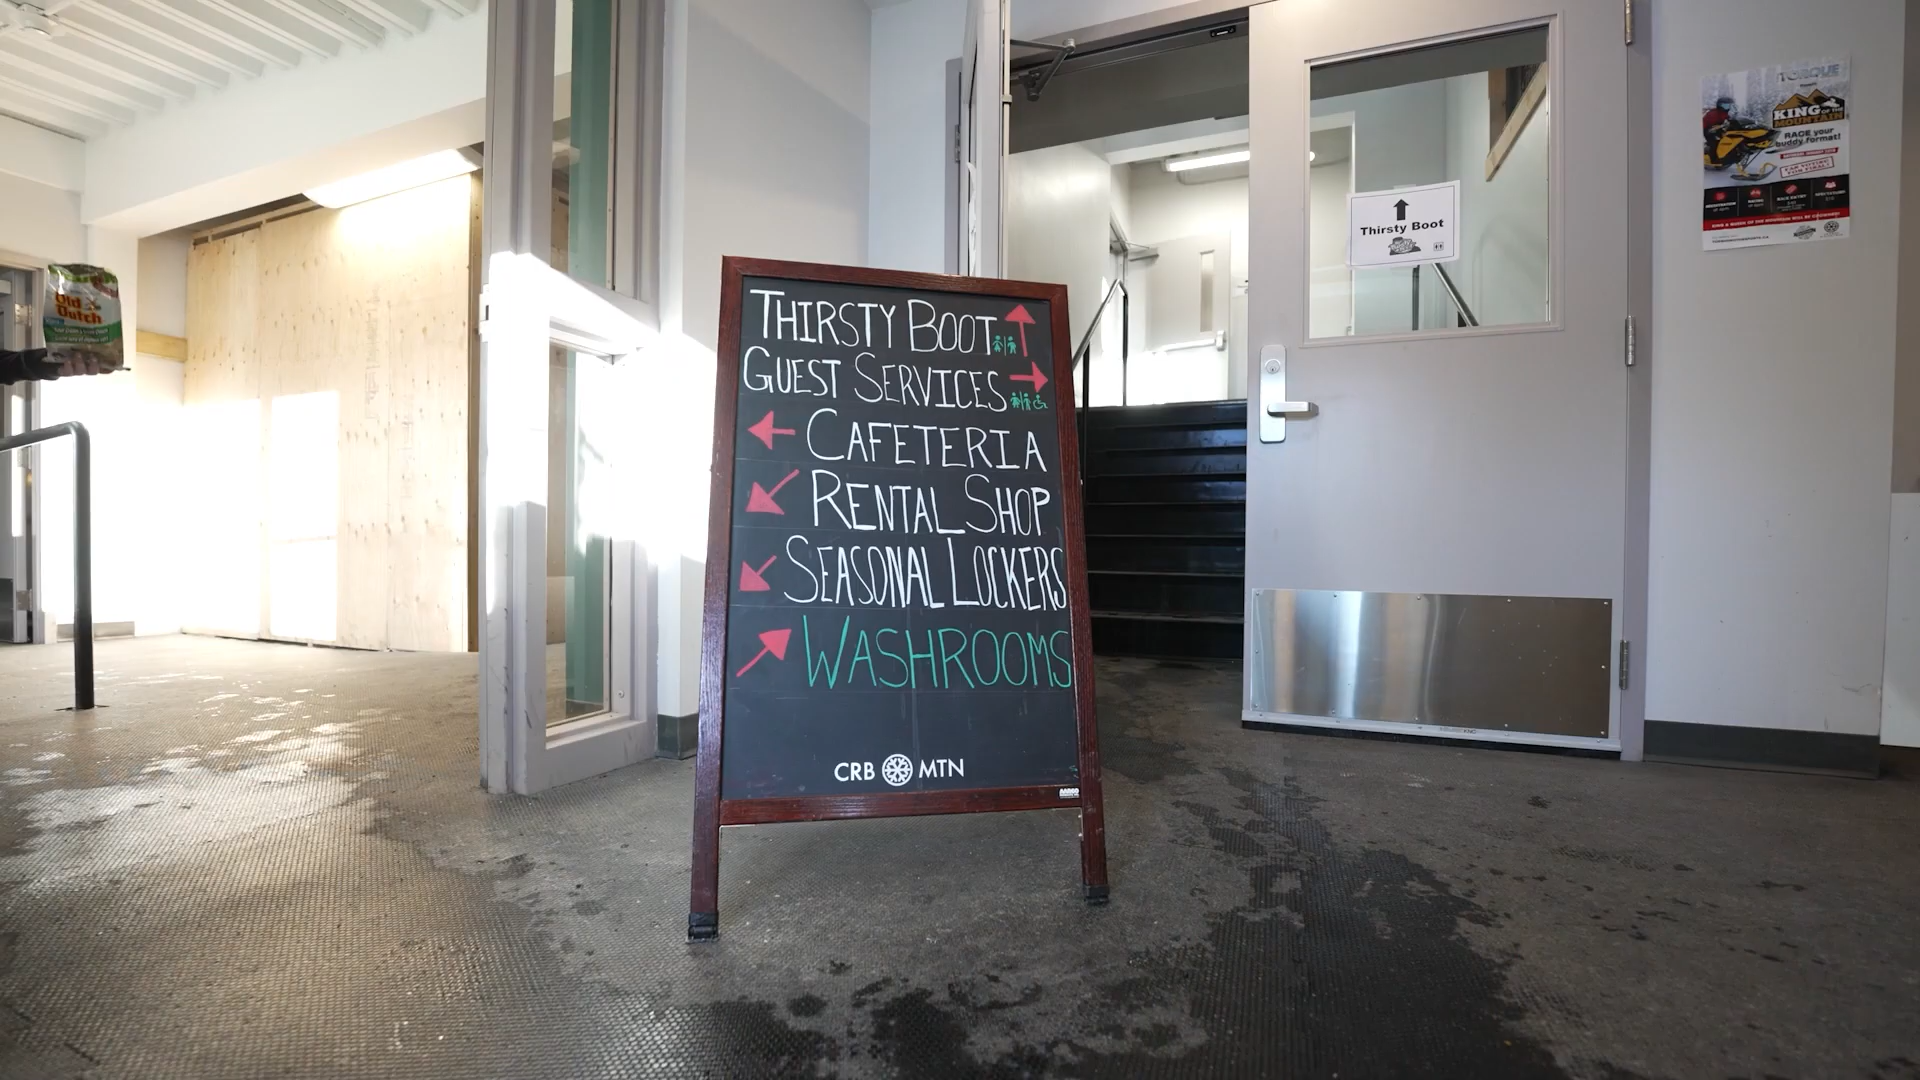 THIRSTY BOOT
GUEST SERVICES
CAFETERIA
RENTAL SHOP
SEASONAL LOCKERS
WASHROOMS
CRB MTN
Thirsty Boot
Old
Dutch
TORQUE
KING OF THE
MOUNTAIN
RACE your
buddy format!